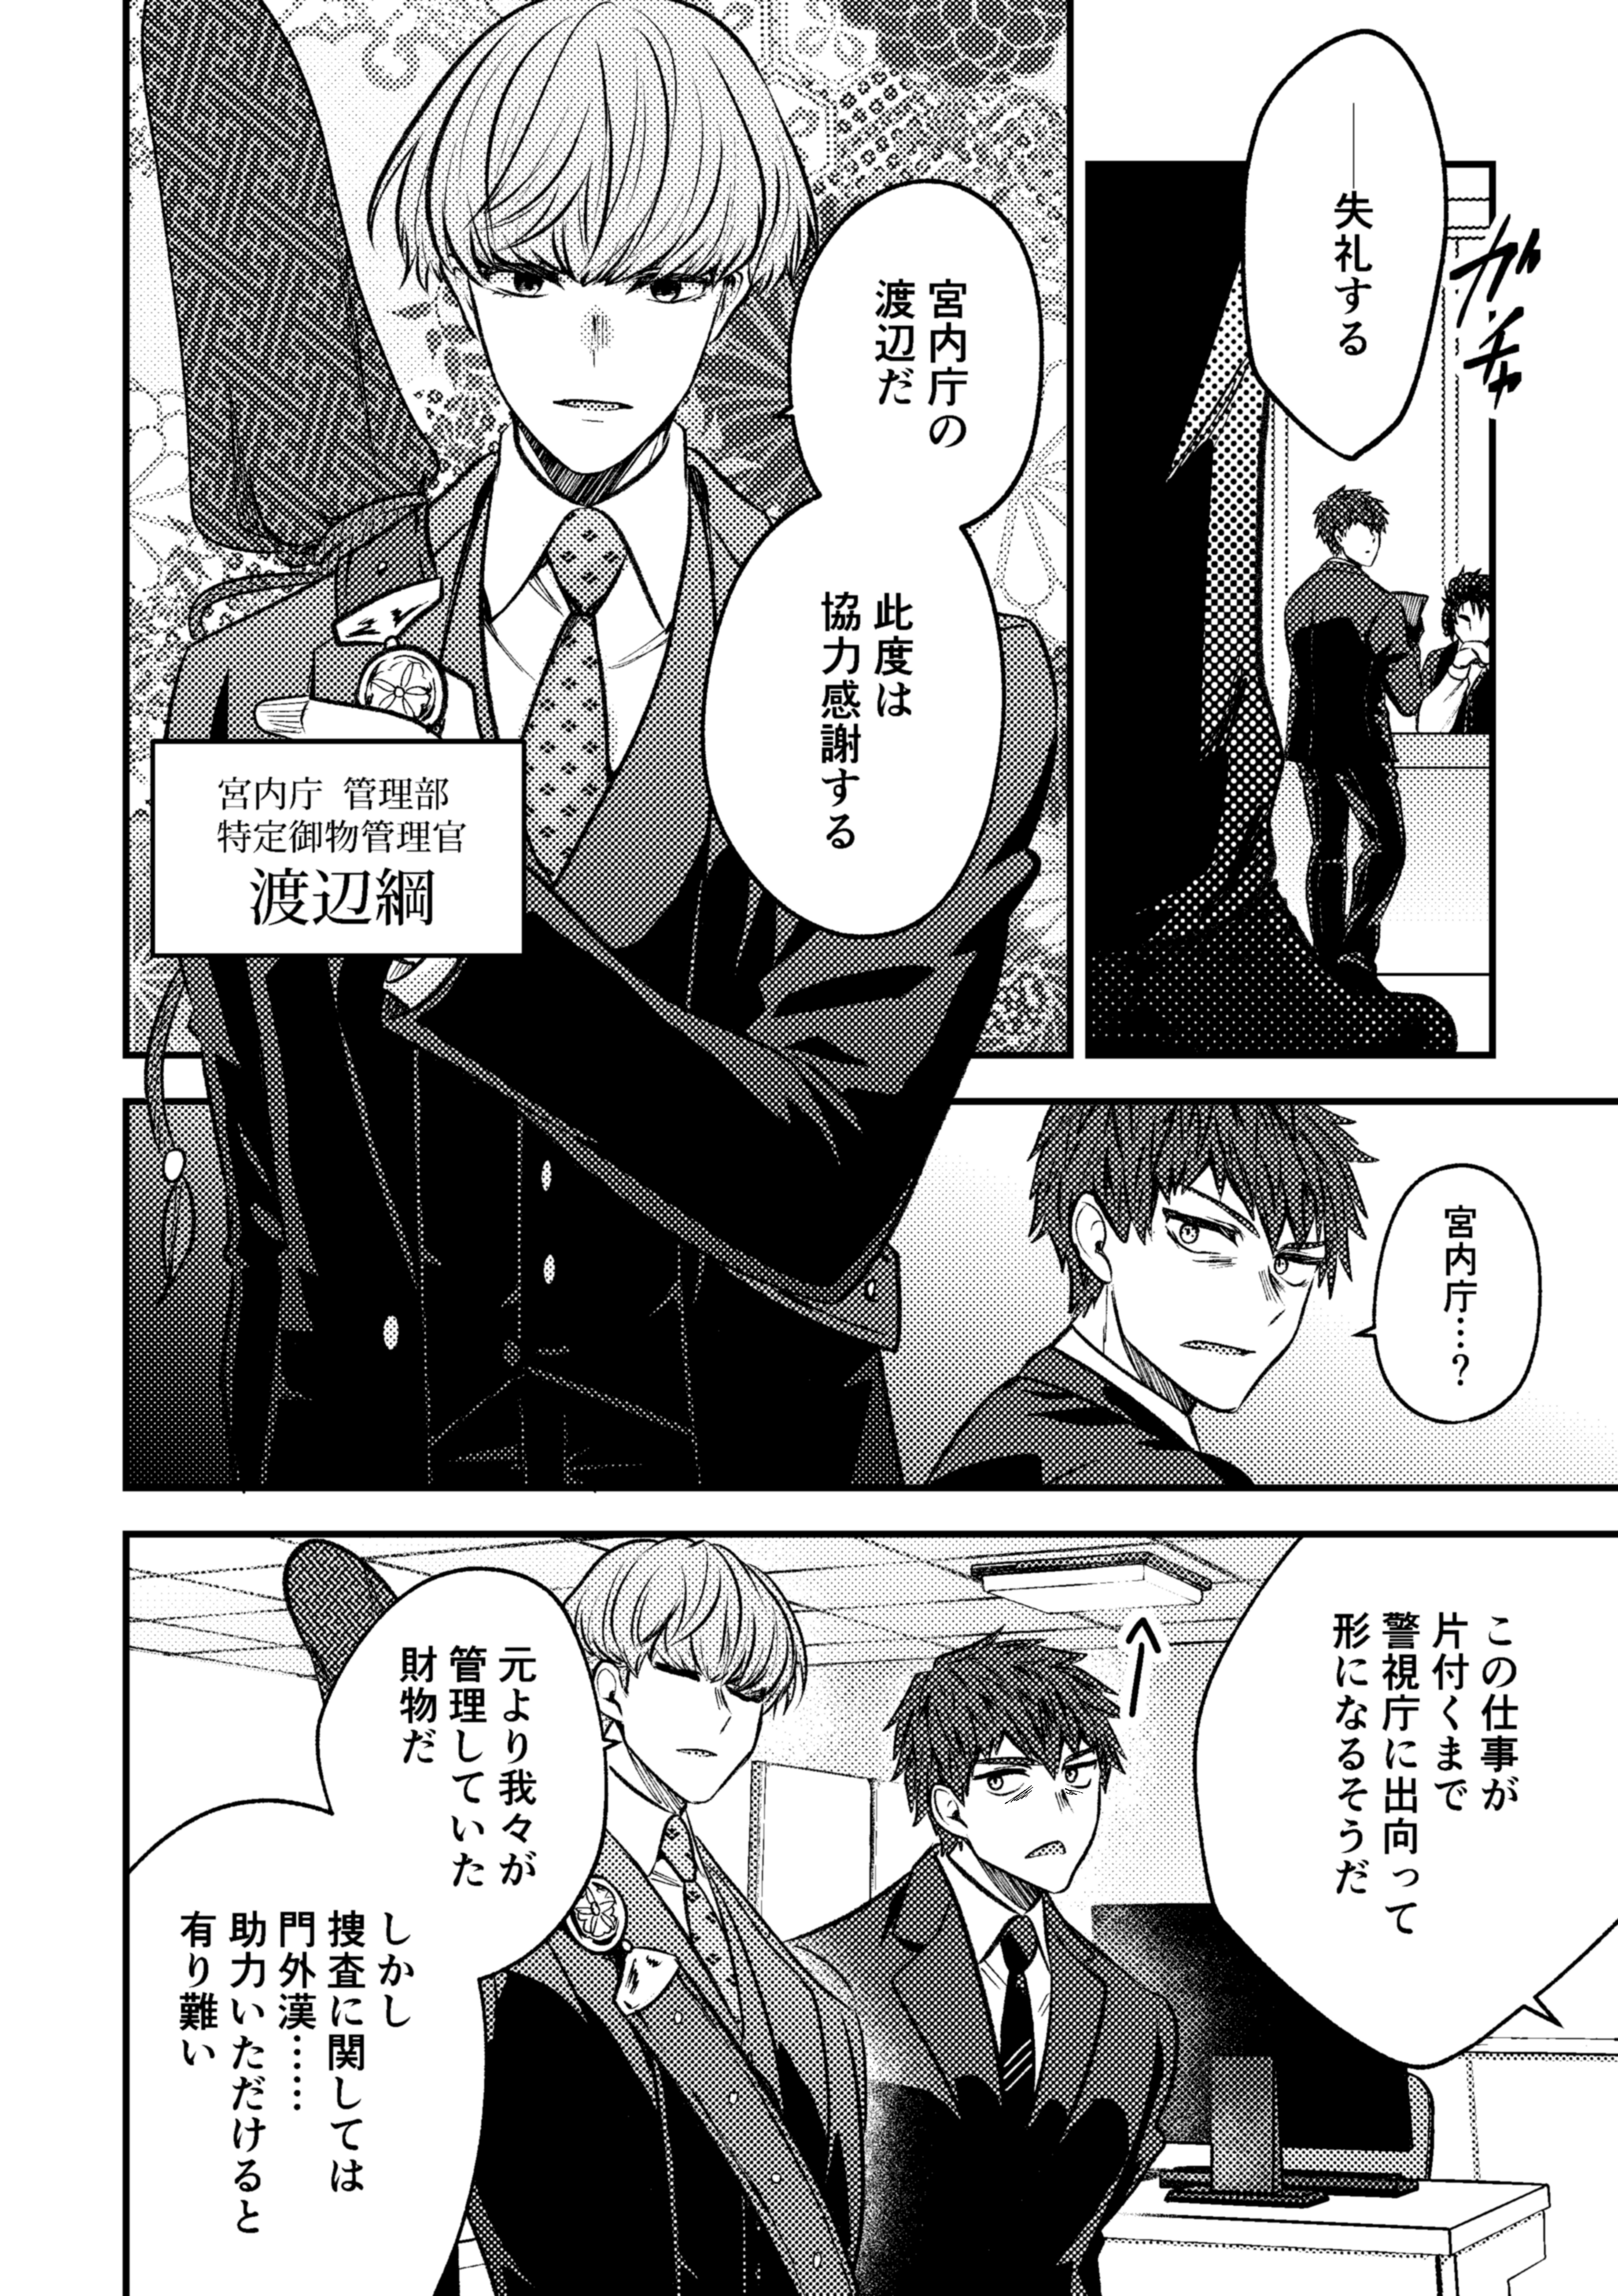 ガチャ
──失礼する
宮内庁の
渡辺だ
此度は
協力感謝する
宮内庁 管理部
特定御物管理官
渡辺綱
宮内庁…?
この仕事が
片付くまで
警視庁に出向って
形になるそうだ
元より我々が
管理していた
財物だ
しかし
捜査に関しては
門外漢……
助力いただけると
有り難い